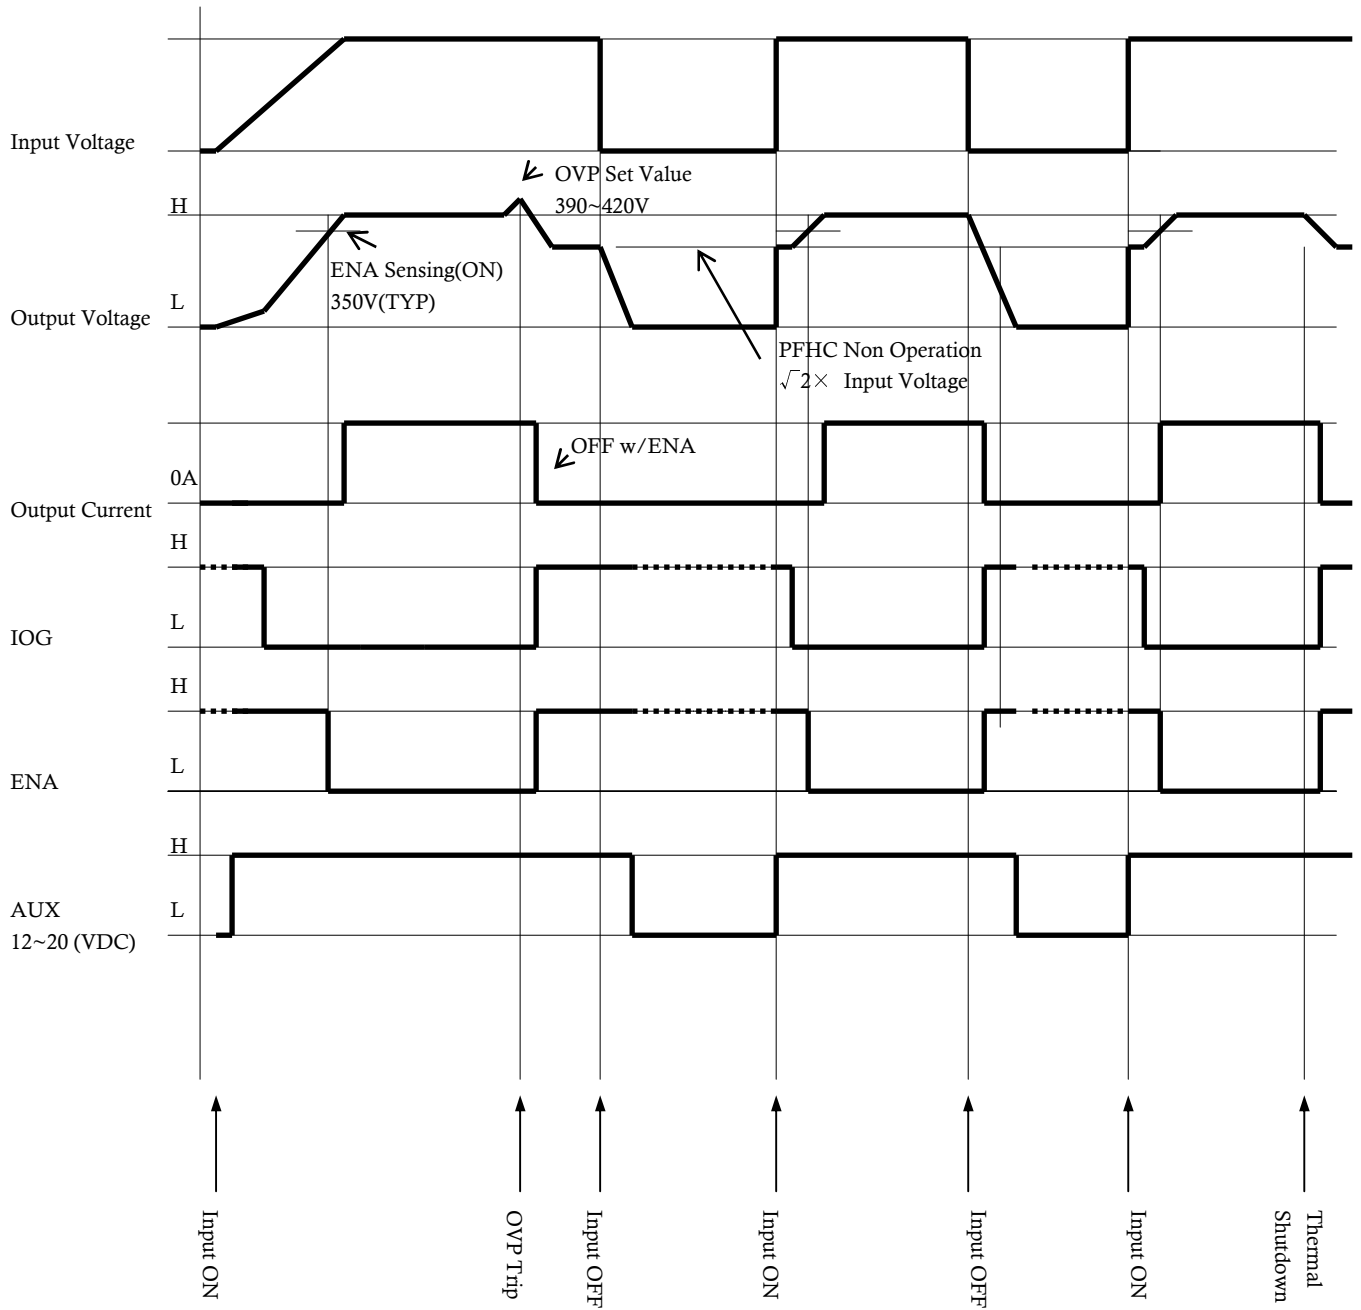 Input Voltage
OVP Set Value
390~420V
H
ENA Sensing(ON)
350V(TYP)
L
Output Voltage
PFHC Non Operation
√2× Input Voltage
OFF w/ENA
0A
Output Current
H
L
IOG
H
L
ENA
H
L
AUX
12~20 (VDC)
Input ON
OVP Trip
Input OFF
Input ON
Input OFF
Input ON
Thermal
Shutdown